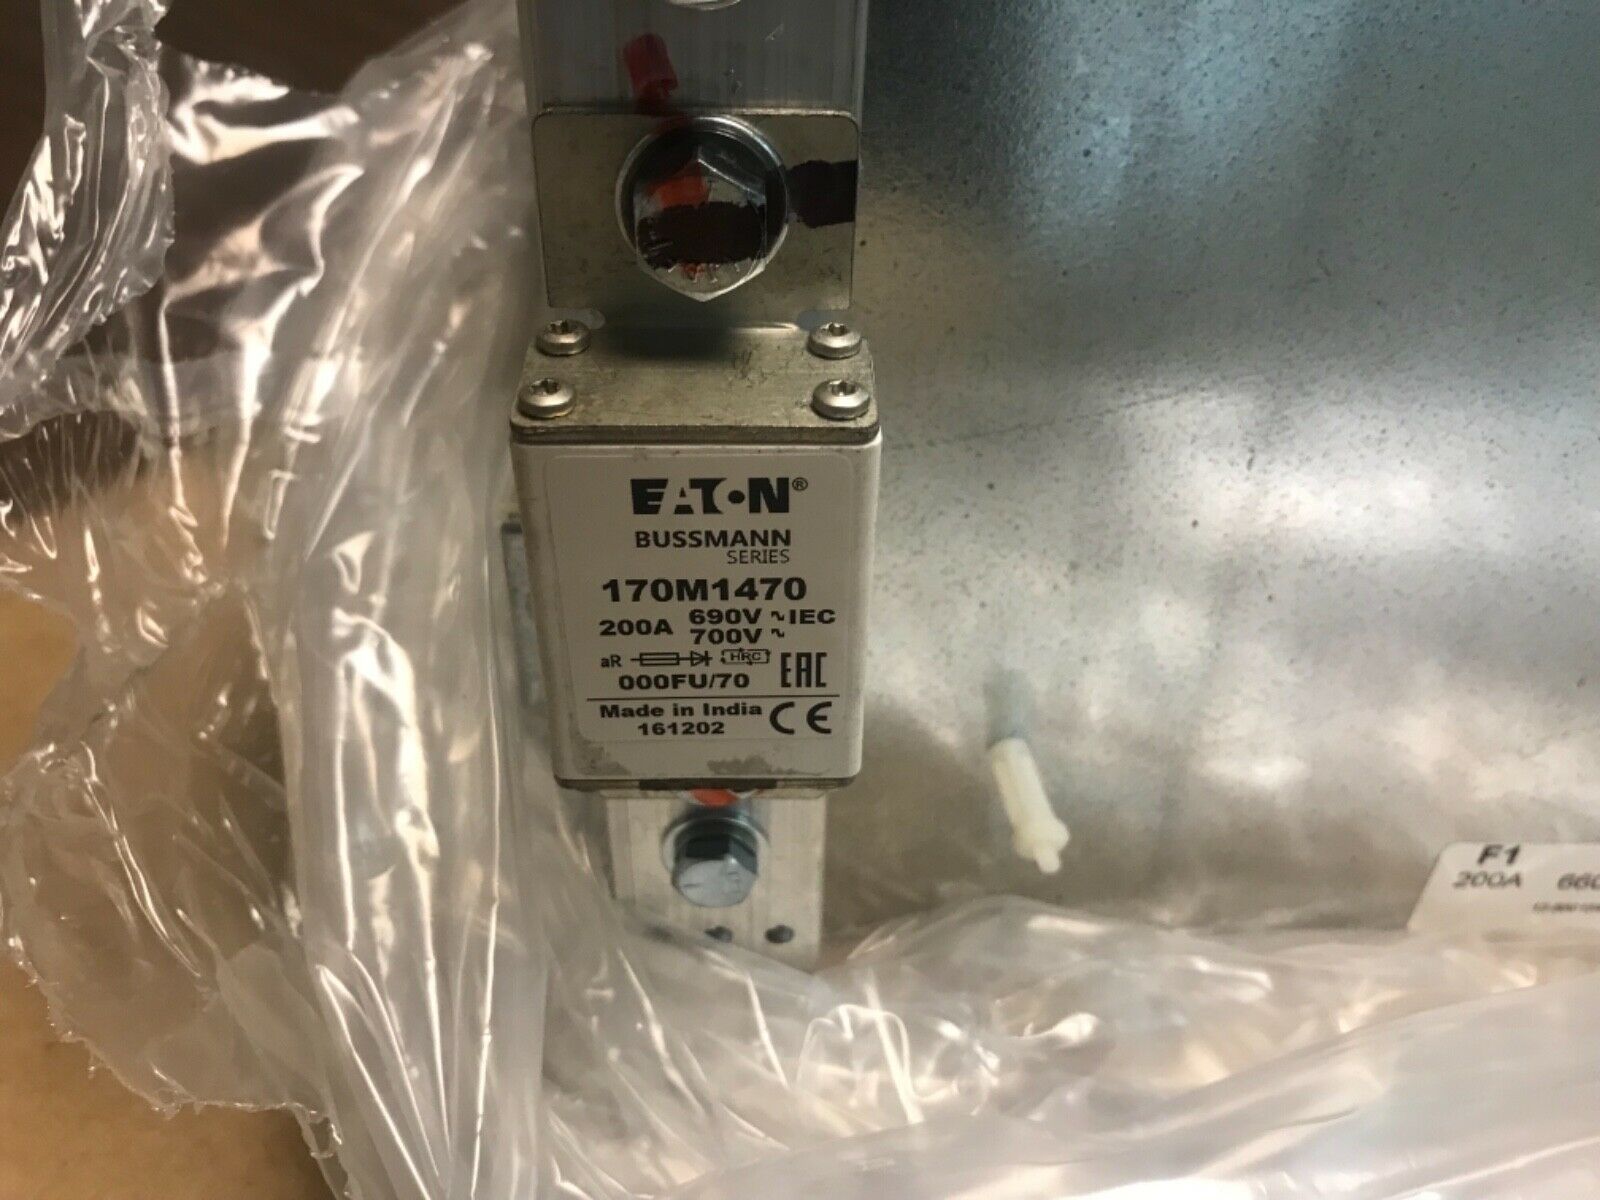 EATON®
BUSSMANN
SERIES
170M1470
200A 690V ~ IEC
700V ~
aR HRC
000FU/70 EAC
Made in India CE
161202
F1
200A 660